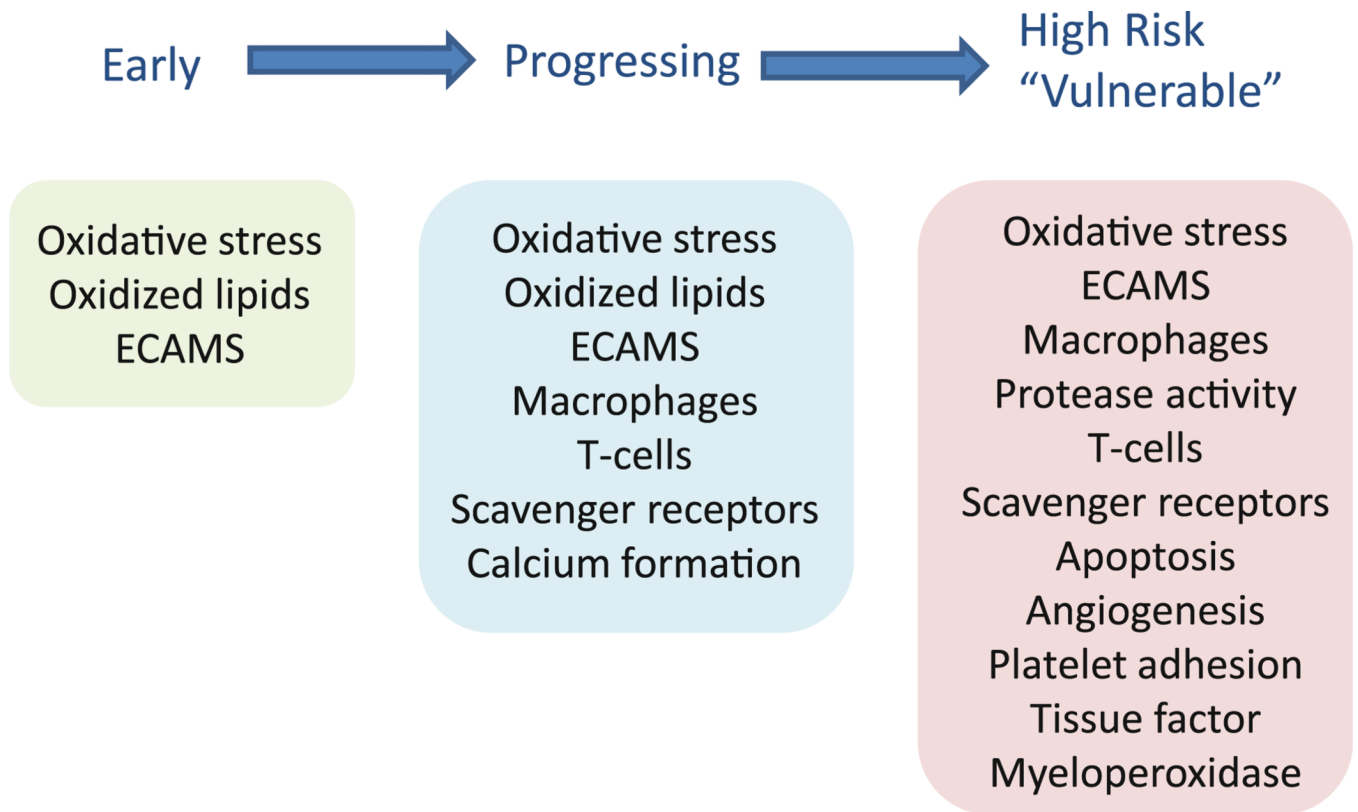 Early
Progressing
High Risk
“Vulnerable”
Oxidative stress
Oxidized lipids
ECAMS
Oxidative stress
Oxidized lipids
ECAMS
Macrophages
T-cells
Scavenger receptors
Calcium formation
Oxidative stress
ECAMS
Macrophages
Protease activity
T-cells
Scavenger receptors
Apoptosis
Angiogenesis
Platelet adhesion
Tissue factor
Myeloperoxidase